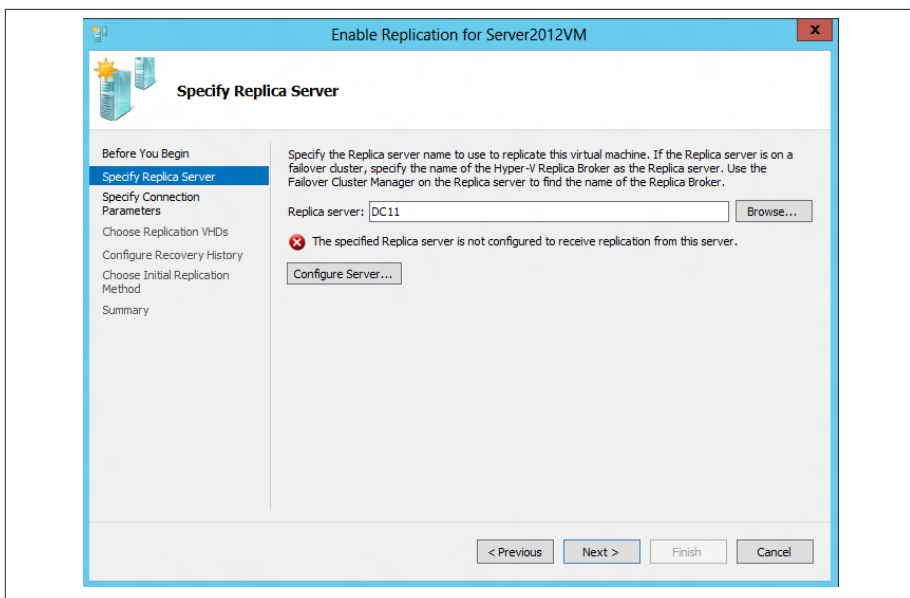 Enable Replication for Server2012VM
x
Specify Replica Server
Before You Begin
Specify Replica Server
Specify Connection
Parameters
Choose Replication VHDs
Configure Recovery History
Choose Initial Replication
Method
Summary
Specify the Replica server name to use to replicate this virtual machine. If the Replica server is on a
failover cluster, specify the name of the Hyper-V Replica Broker as the Replica server. Use the
Failover Cluster Manager on the Replica server to find the name of the Replica Broker.
Replica server: DC11 Browse...
The specified Replica server is not configured to receive replication from this server.
Configure Server...
< Previous Next > Finish Cancel